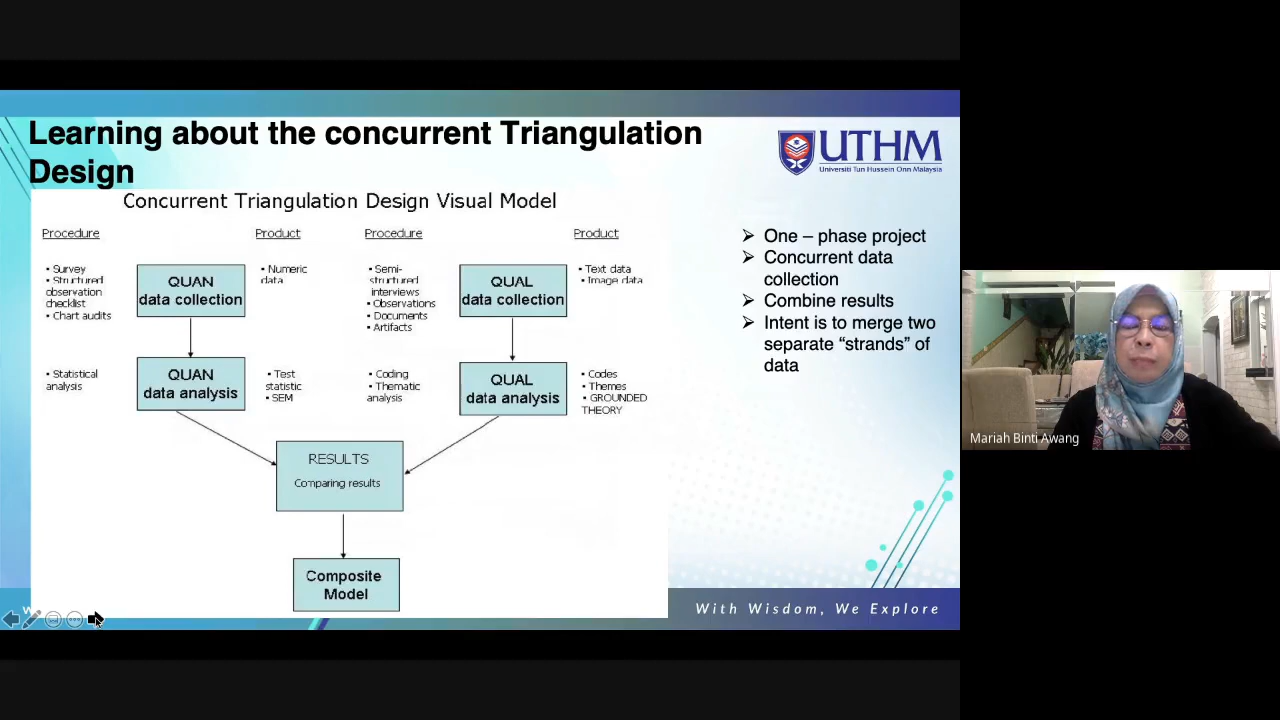 Learning about the concurrent Triangulation
Design
UTHM
Universiti Tun Hussein Onn Malaysia
Concurrent Triangulation Design Visual Model
Procedure
Product
Procedure
Product
▪ Survey
▪ Structured
observation
checklist
▪ Chart audits
QUAN
data collection
▪ Numeric
data
▪ Semi-
structured
interviews
▪ Observations
▪ Documents
▪ Artifacts
QUAL
data collection
▪ Text data
▪ Image data
▪ Statistical
analysis
QUAN
data analysis
▪ Test
statistic
▪ SEM
▪ Coding
▪ Thematic
analysis
QUAL
data analysis
▪ Codes
▪ Themes
▪ GROUNDED
THEORY
RESULTS
Comparing results
Composite
Model
➢ One – phase project
➢ Concurrent data
collection
➢ Combine results
➢ Intent is to merge two
separate “strands” of
data
With Wisdom, We Explore
Mariah Binti Awang